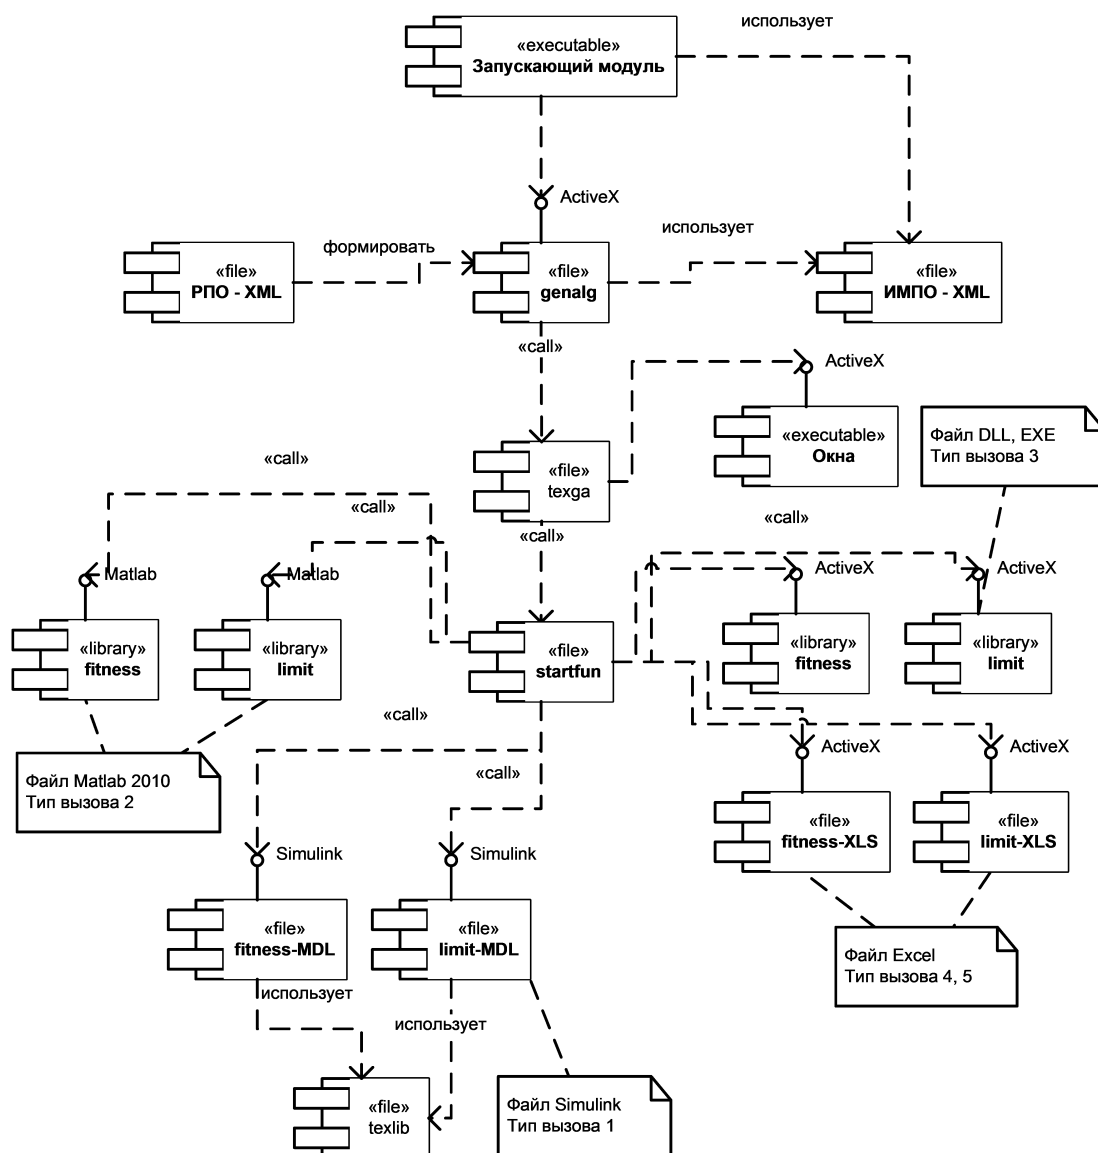 использует
«executable»
Запускающий модуль
ActiveX
формировать
использует
«file»
РПО - XML
«file»
genalg
«file»
ИМПО - XML
«call»
ActiveX
«executable»
Окна
Файл DLL, EXE
Тип вызова 3
«call»
«file»
texga
«call»
«call»
«call»
Matlab
Matlab
ActiveX
ActiveX
«library»
fitness
«library»
limit
«file»
startfun
«library»
fitness
«library»
limit
«call»
ActiveX
ActiveX
Файл Matlab 2010
Тип вызова 2
«call»
«file»
fitness-XLS
«file»
limit-XLS
Simulink
Simulink
«file»
fitness-MDL
«file»
limit-MDL
Файл Excel
Тип вызова 4, 5
использует
использует
«file»
texlib
Файл Simulink
Тип вызова 1